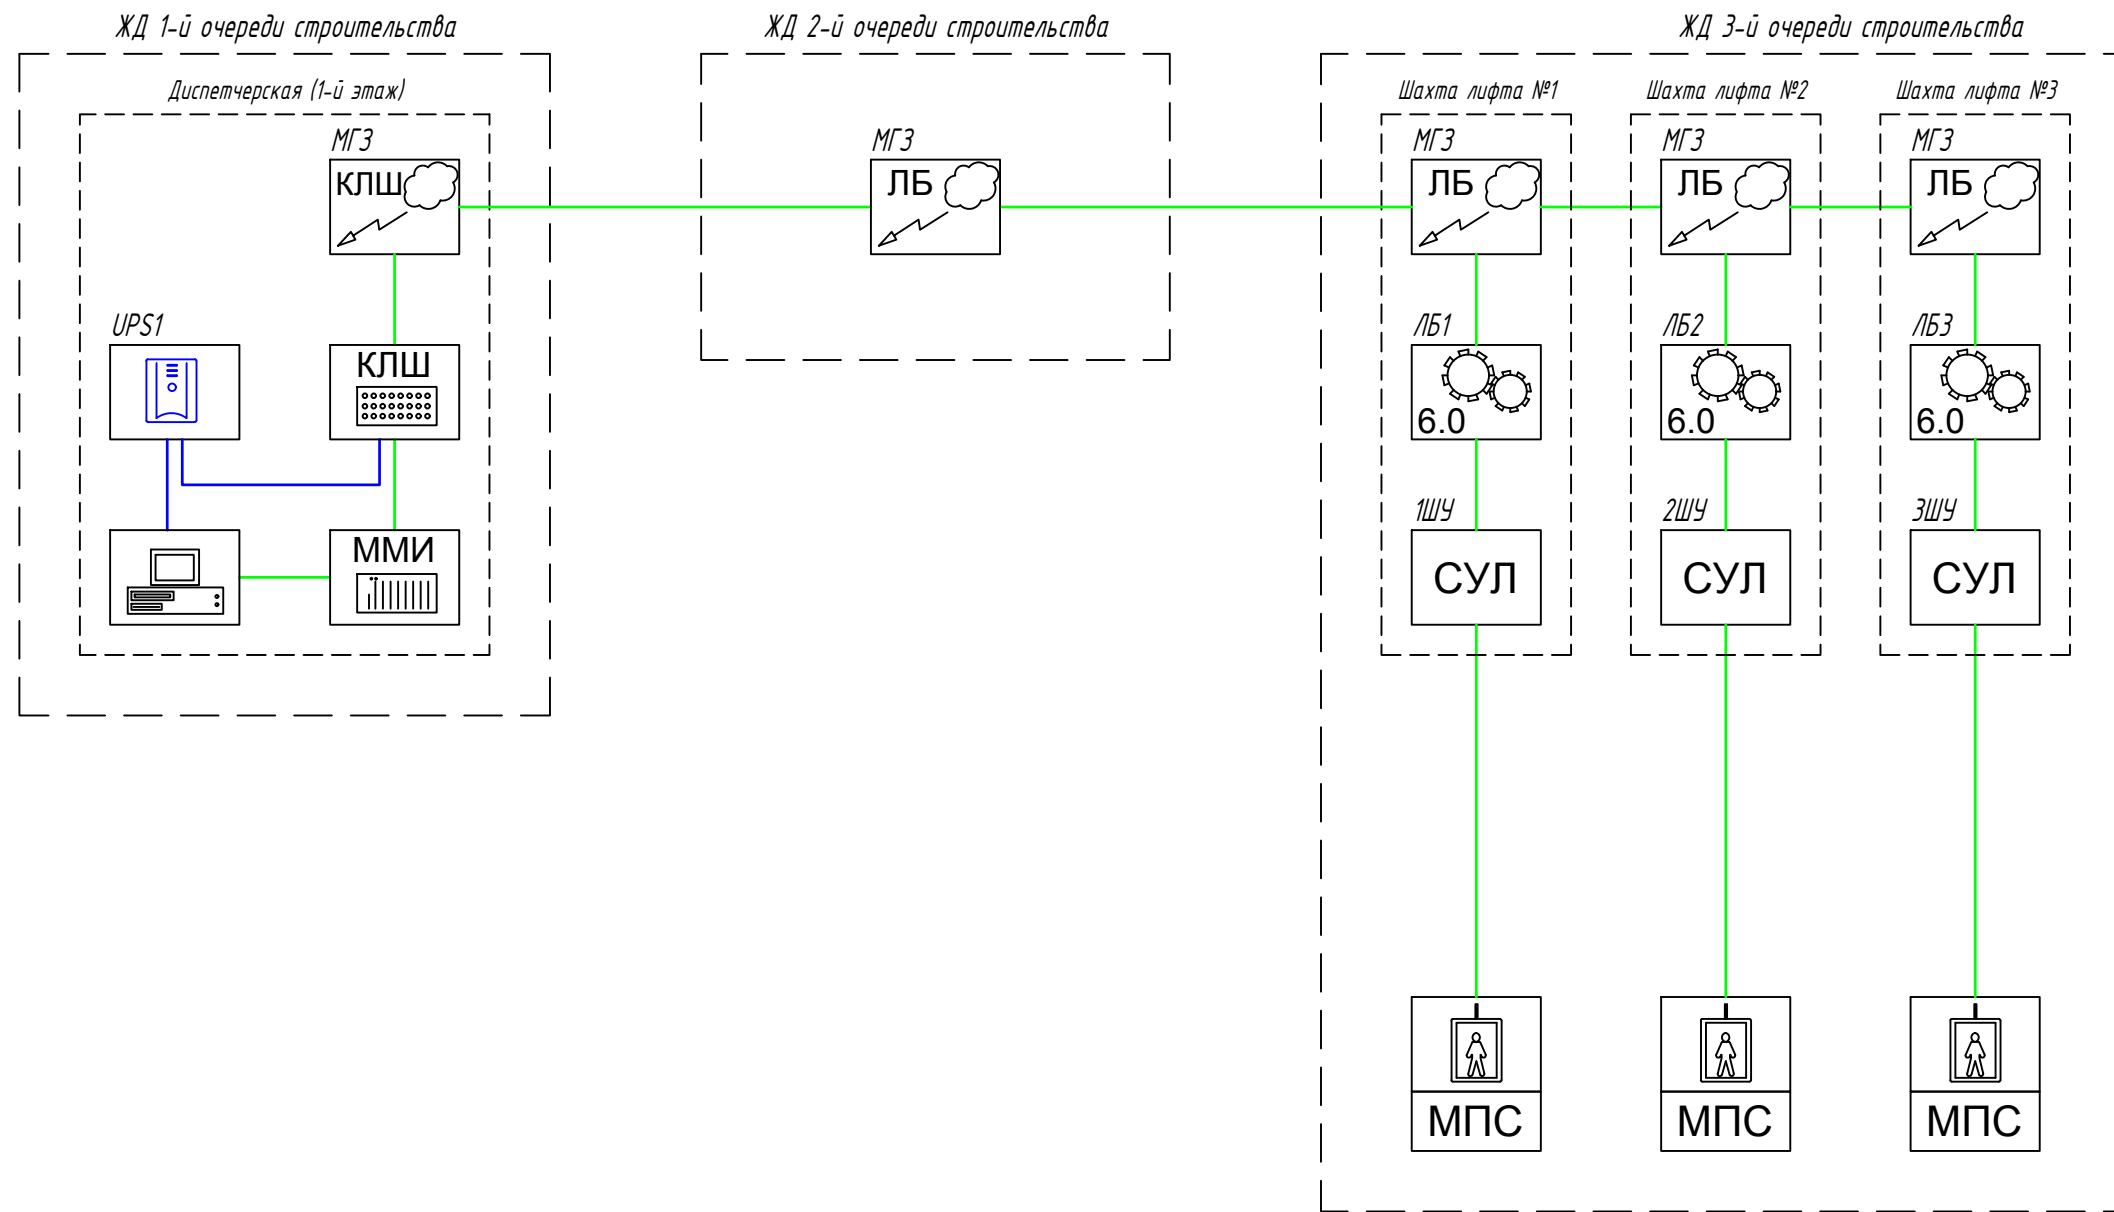 ЖД 1-й очереди строительства
ЖД 2-й очереди строительства
ЖД 3-й очереди строительства
Диспетчерская (1-й этаж)
Шахта лифта №1
Шахта лифта №2
Шахта лифта №3
МГЗ
МГЗ
МГЗ
МГЗ
МГЗ
КЛШ
ЛБ
ЛБ
ЛБ
ЛБ
UPS1
КЛШ
ЛБ1
ЛБ2
ЛБ3
6.0
6.0
6.0
ММИ
1ШУ
2ШУ
3ШУ
СУЛ
СУЛ
СУЛ
МПС
МПС
МПС